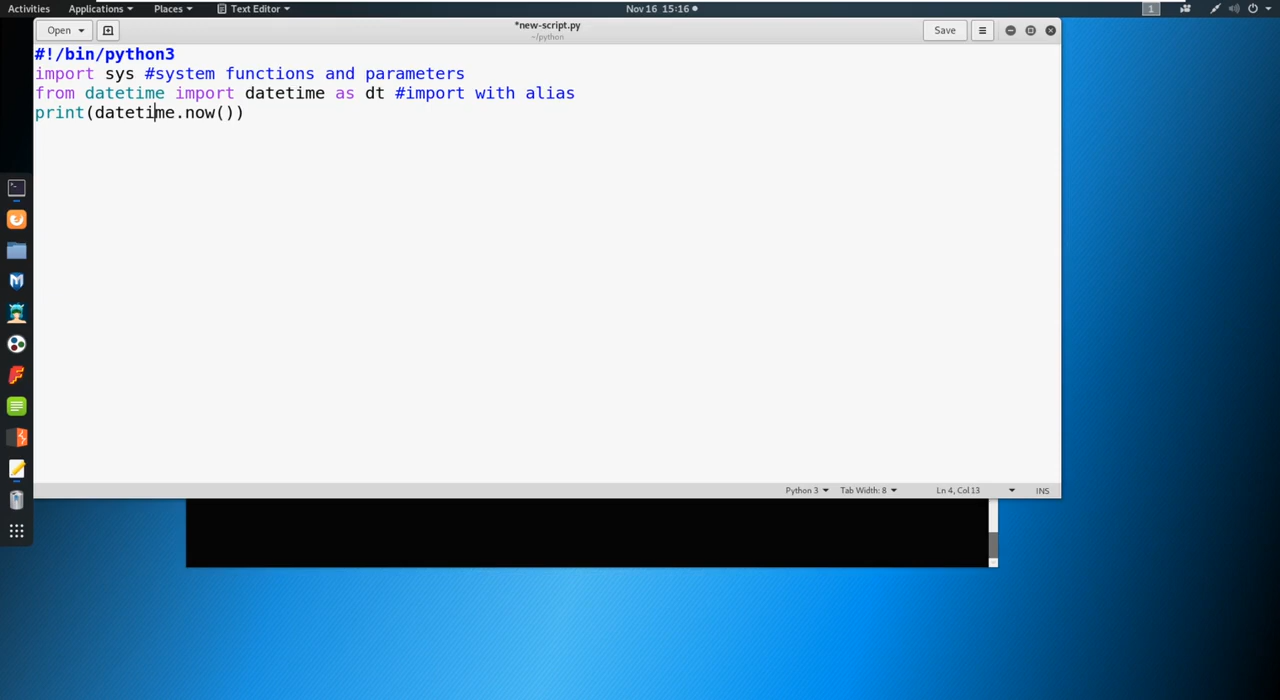 Activities Applications Places Text Editor Nov 16 15:16 1
Open *new-script.py Save
~/python
#!/bin/python3
import sys #system functions and parameters
from datetime import datetime as dt #import with alias
print(datetime.now())
Python 3 Tab Width: 8 Ln 4, Col 13 INS